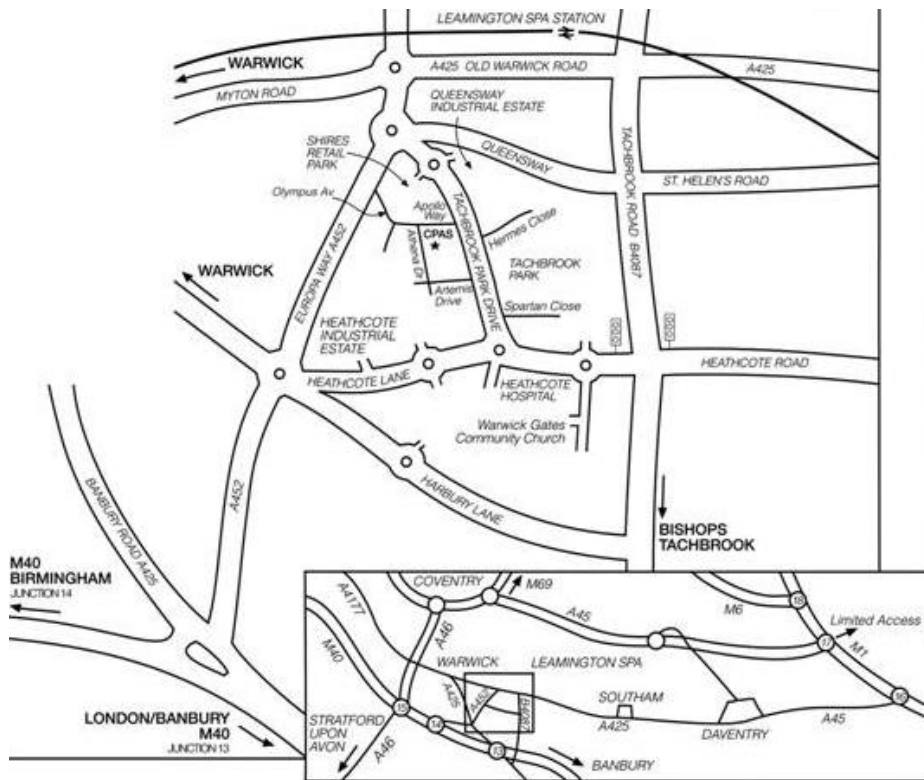 LEAMINGTON SPA STATION
WARWICK
A425 OLD WARWICK ROAD
A425
MYTON ROAD
QUEENSWAY
INDUSTRIAL ESTATE
SHIRES
RETAIL
PARK
QUEENSWAY
TACHBROOK ROAD B4087
ST. HELEN'S ROAD
Olympus Av
Apollo
Way
TACHBROOK PARK DRIVE
Hermes Close
CPAS
Athena Dr
EUROPA WAY A452
TACHBROOK
PARK
WARWICK
Artemis
Drive
Spartan Close
HEATHCOTE
INDUSTRIAL
ESTATE
HEATHCOTE LANE
HEATHCOTE
HOSPITAL
HEATHCOTE ROAD
Warwick Gates
Community Church
BANBURY ROAD A425
A452
HARBURY LANE
BISHOPS
TACHBROOK
M40
BIRMINGHAM
JUNCTION 14
LONDON/BANBURY
M40
JUNCTION 13
A4177
COVENTRY
M69
A46
A45
M6
18
Limited Access
17
M1
M40
WARWICK
LEAMINGTON SPA
A425
A452
B4087
SOUTHAM
A425
DAVENTRY
A45
16
15
14
13
STRATFORD
UPON
AVON
A46
BANBURY